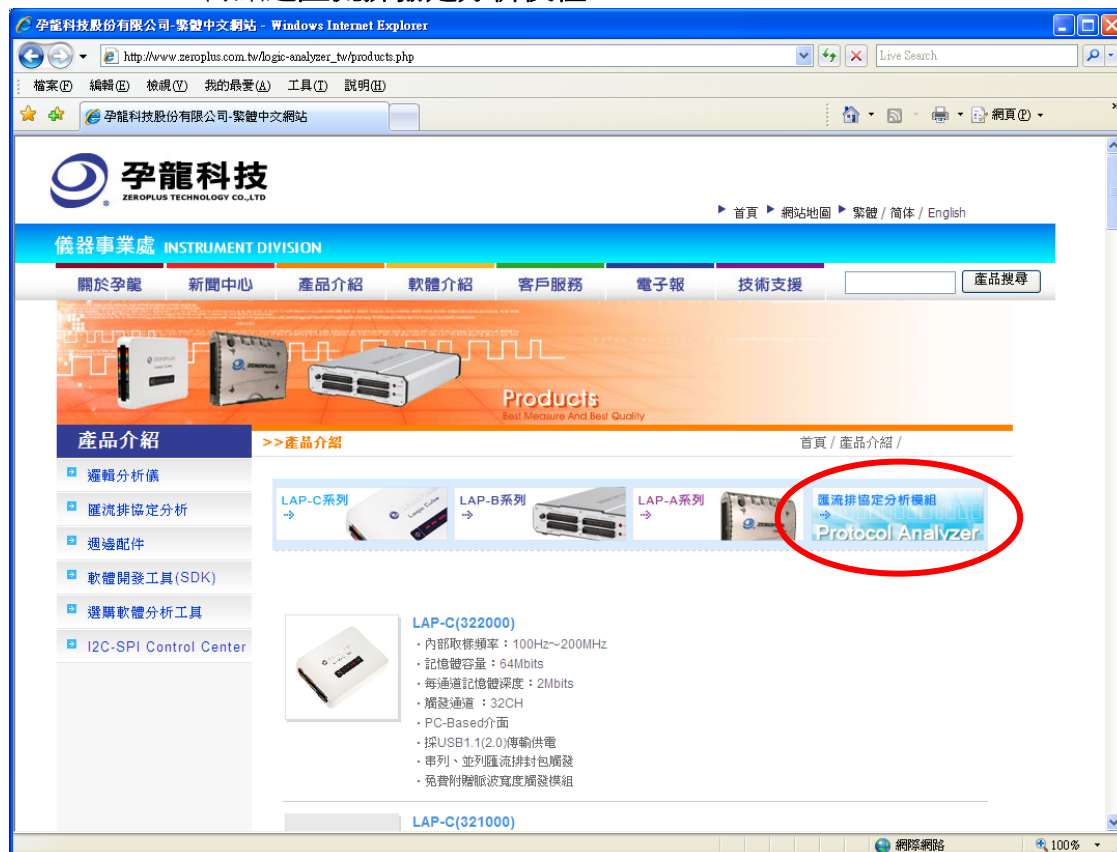 孕龍科技股份有限公司-繁體中文網站 - Windows Internet Explorer
http://www.zeroplus.com.tw/logic-analyzer_tw/products.php
Live Search
檔案(F) 編輯(E) 檢視(V) 我的最愛(A) 工具(T) 說明(H)
孕龍科技股份有限公司-繁體中文網站
網頁(P)
孕龍科技
ZEROPLUS TECHNOLOGY CO.,LTD
首頁 網站地圖 繁體 / 简体 / English
儀器事業處 INSTRUMENT DIVISION
關於孕龍 新聞中心 產品介紹 軟體介紹 客戶服務 電子報 技術支援 產品搜尋
Products
Best Measure And Best Quality
產品介紹
>>產品介紹
首頁 / 產品介紹 /
邏輯分析儀
匯流排協定分析
週邊配件
軟體開發工具(SDK)
選購軟體分析工具
I2C-SPI Control Center
LAP-C系列
LAP-B系列
LAP-A系列
匯流排協定分析模組
Protocol Analyzer
LAP-C(322000)
・內部取樣頻率：100Hz～200MHz
・記憶體容量：64Mbits
・每通道記憶體深度：2Mbits
・觸發通道 ：32CH
・PC-Based介面
・採USB1.1(2.0)傳輸供電
・串列、並列匯流排封包觸發
・免費附贈脈波寬度觸發模組
LAP-C(321000)
網際網路
100%